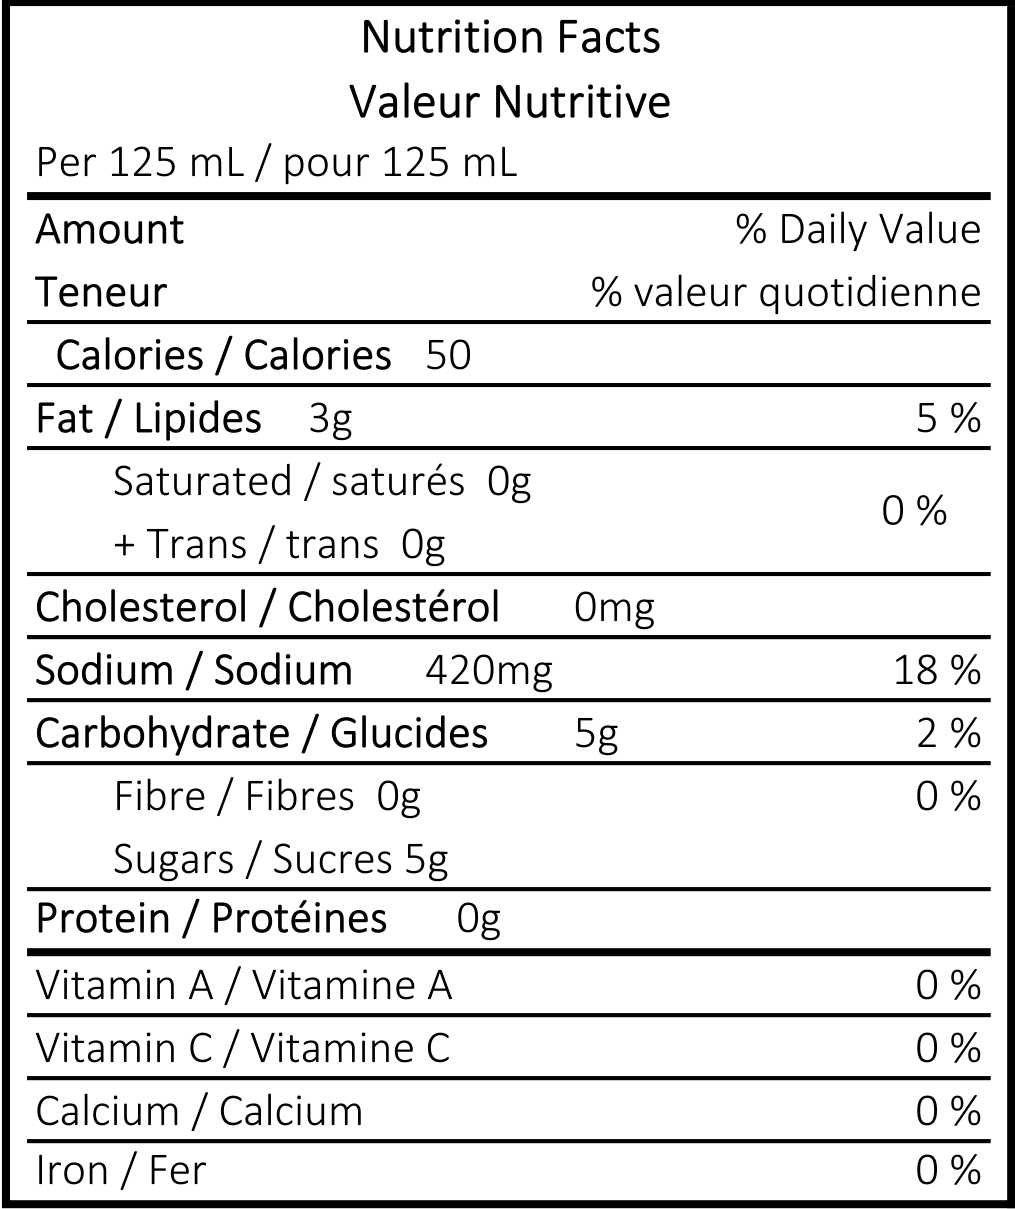 Nutrition Facts
Valeur Nutritive
Per 125 mL / pour 125 mL
Amount % Daily Value
Teneur % valeur quotidienne
Calories / Calories 50
Fat / Lipides 3g 5 %
Saturated / saturés 0g
0 %
+ Trans / trans 0g
Cholesterol / Cholestérol 0mg
Sodium / Sodium 420mg 18 %
Carbohydrate / Glucides 5g 2 %
Fibre / Fibres 0g 0 %
Sugars / Sucres 5g
Protein / Protéines 0g
Vitamin A / Vitamine A 0 %
Vitamin C / Vitamine C 0 %
Calcium / Calcium 0 %
Iron / Fer 0 %